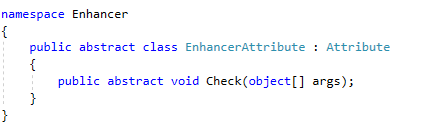 namespace Enhancer
{
    public abstract class EnhancerAttribute : Attribute
    {
        public abstract void Check(object[] args);
    }
}